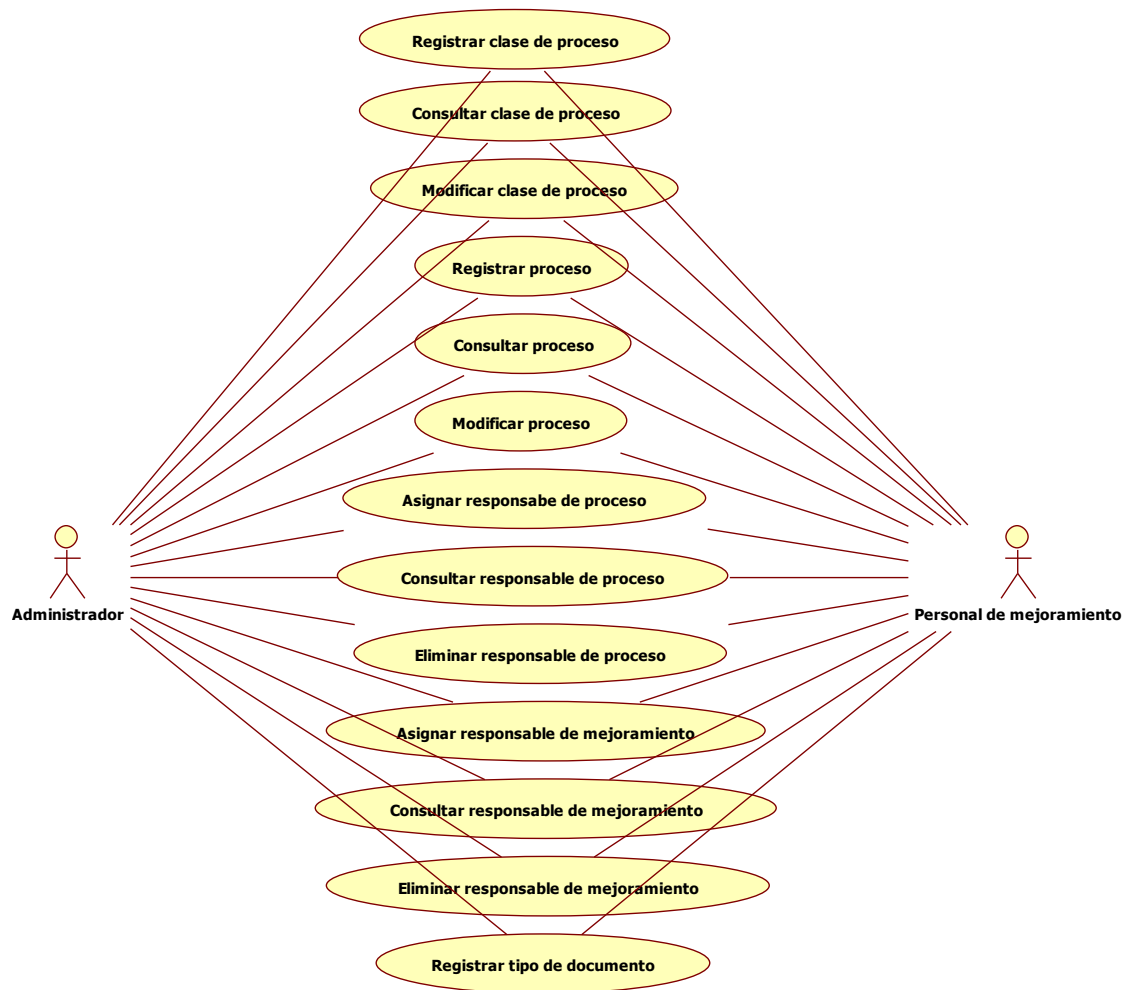 Registrar clase de proceso
Consultar clase de proceso
Modificar clase de proceso
Registrar proceso
Consultar proceso
Modificar proceso
Asignar responsabe de proceso
Consultar responsable de proceso
Administrador
Personal de mejoramiento
Eliminar responsable de proceso
Asignar responsable de mejoramiento
Consultar responsable de mejoramiento
Eliminar responsable de mejoramiento
Registrar tipo de documento